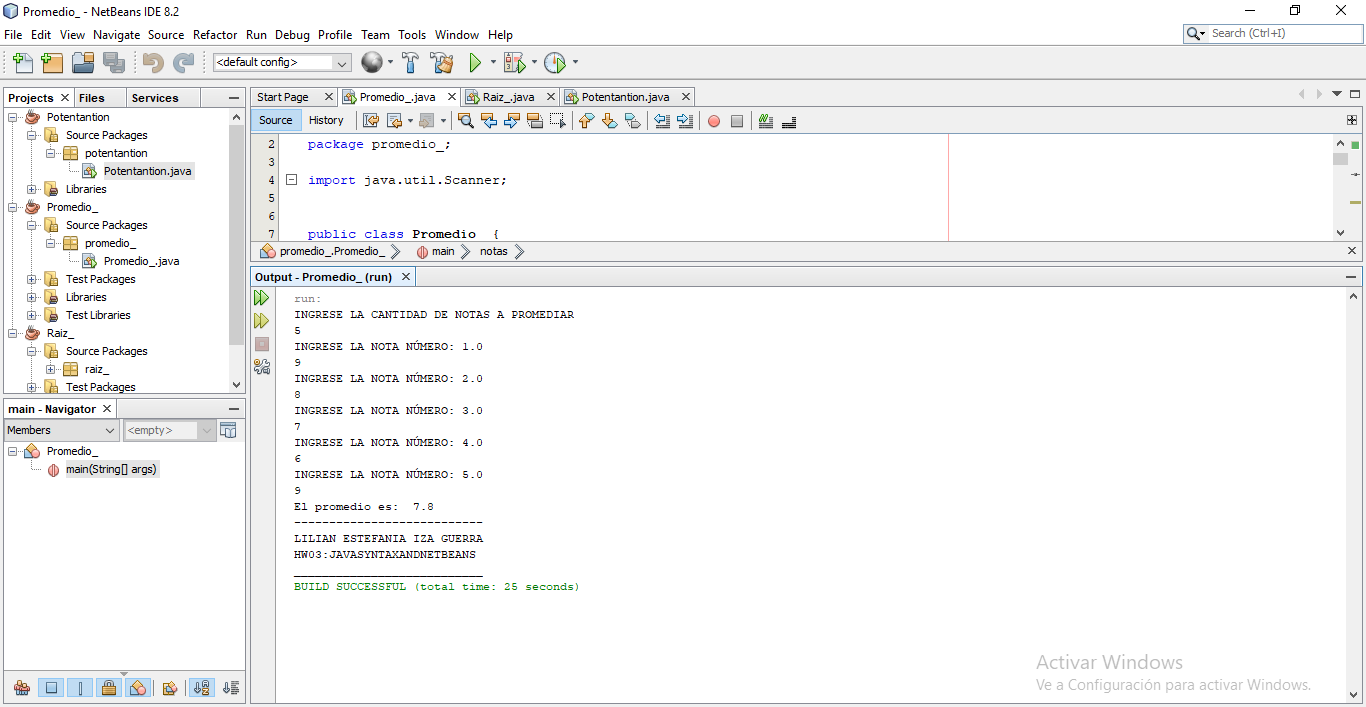 Promedio_ - NetBeans IDE 8.2
File Edit View Navigate Source Refactor Run Debug Profile Team Tools Window Help
Search (Ctrl+I)
<default config>
Projects Files Services
Potentantion
Source Packages
potentantion
Potentantion.java
Libraries
Promedio_
Source Packages
promedio_
Promedio_.java
Test Packages
Libraries
Test Libraries
Raiz_
Source Packages
raiz_
Test Packages
main - Navigator
Members <empty>
Promedio_
main(String[] args)
Start Page Promedio_.java Raiz_.java Potentantion.java
Source History
2 package promedio_;
3
4 import java.util.Scanner;
5
6
7 public class Promedio {
promedio_.Promedio_ main notas
Output - Promedio_ (run)
run:
INGRESE LA CANTIDAD DE NOTAS A PROMEDIAR
5
INGRESE LA NOTA NÚMERO: 1.0
9
INGRESE LA NOTA NÚMERO: 2.0
8
INGRESE LA NOTA NÚMERO: 3.0
7
INGRESE LA NOTA NÚMERO: 4.0
6
INGRESE LA NOTA NÚMERO: 5.0
9
El promedio es:  7.8
---------------------------
LILIAN ESTEFANIA IZA GUERRA
HW03:JAVASYNTAXANDNETBEANS
___________________________
BUILD SUCCESSFUL (total time: 25 seconds)
Activar Windows
Ve a Configuración para activar Windows.